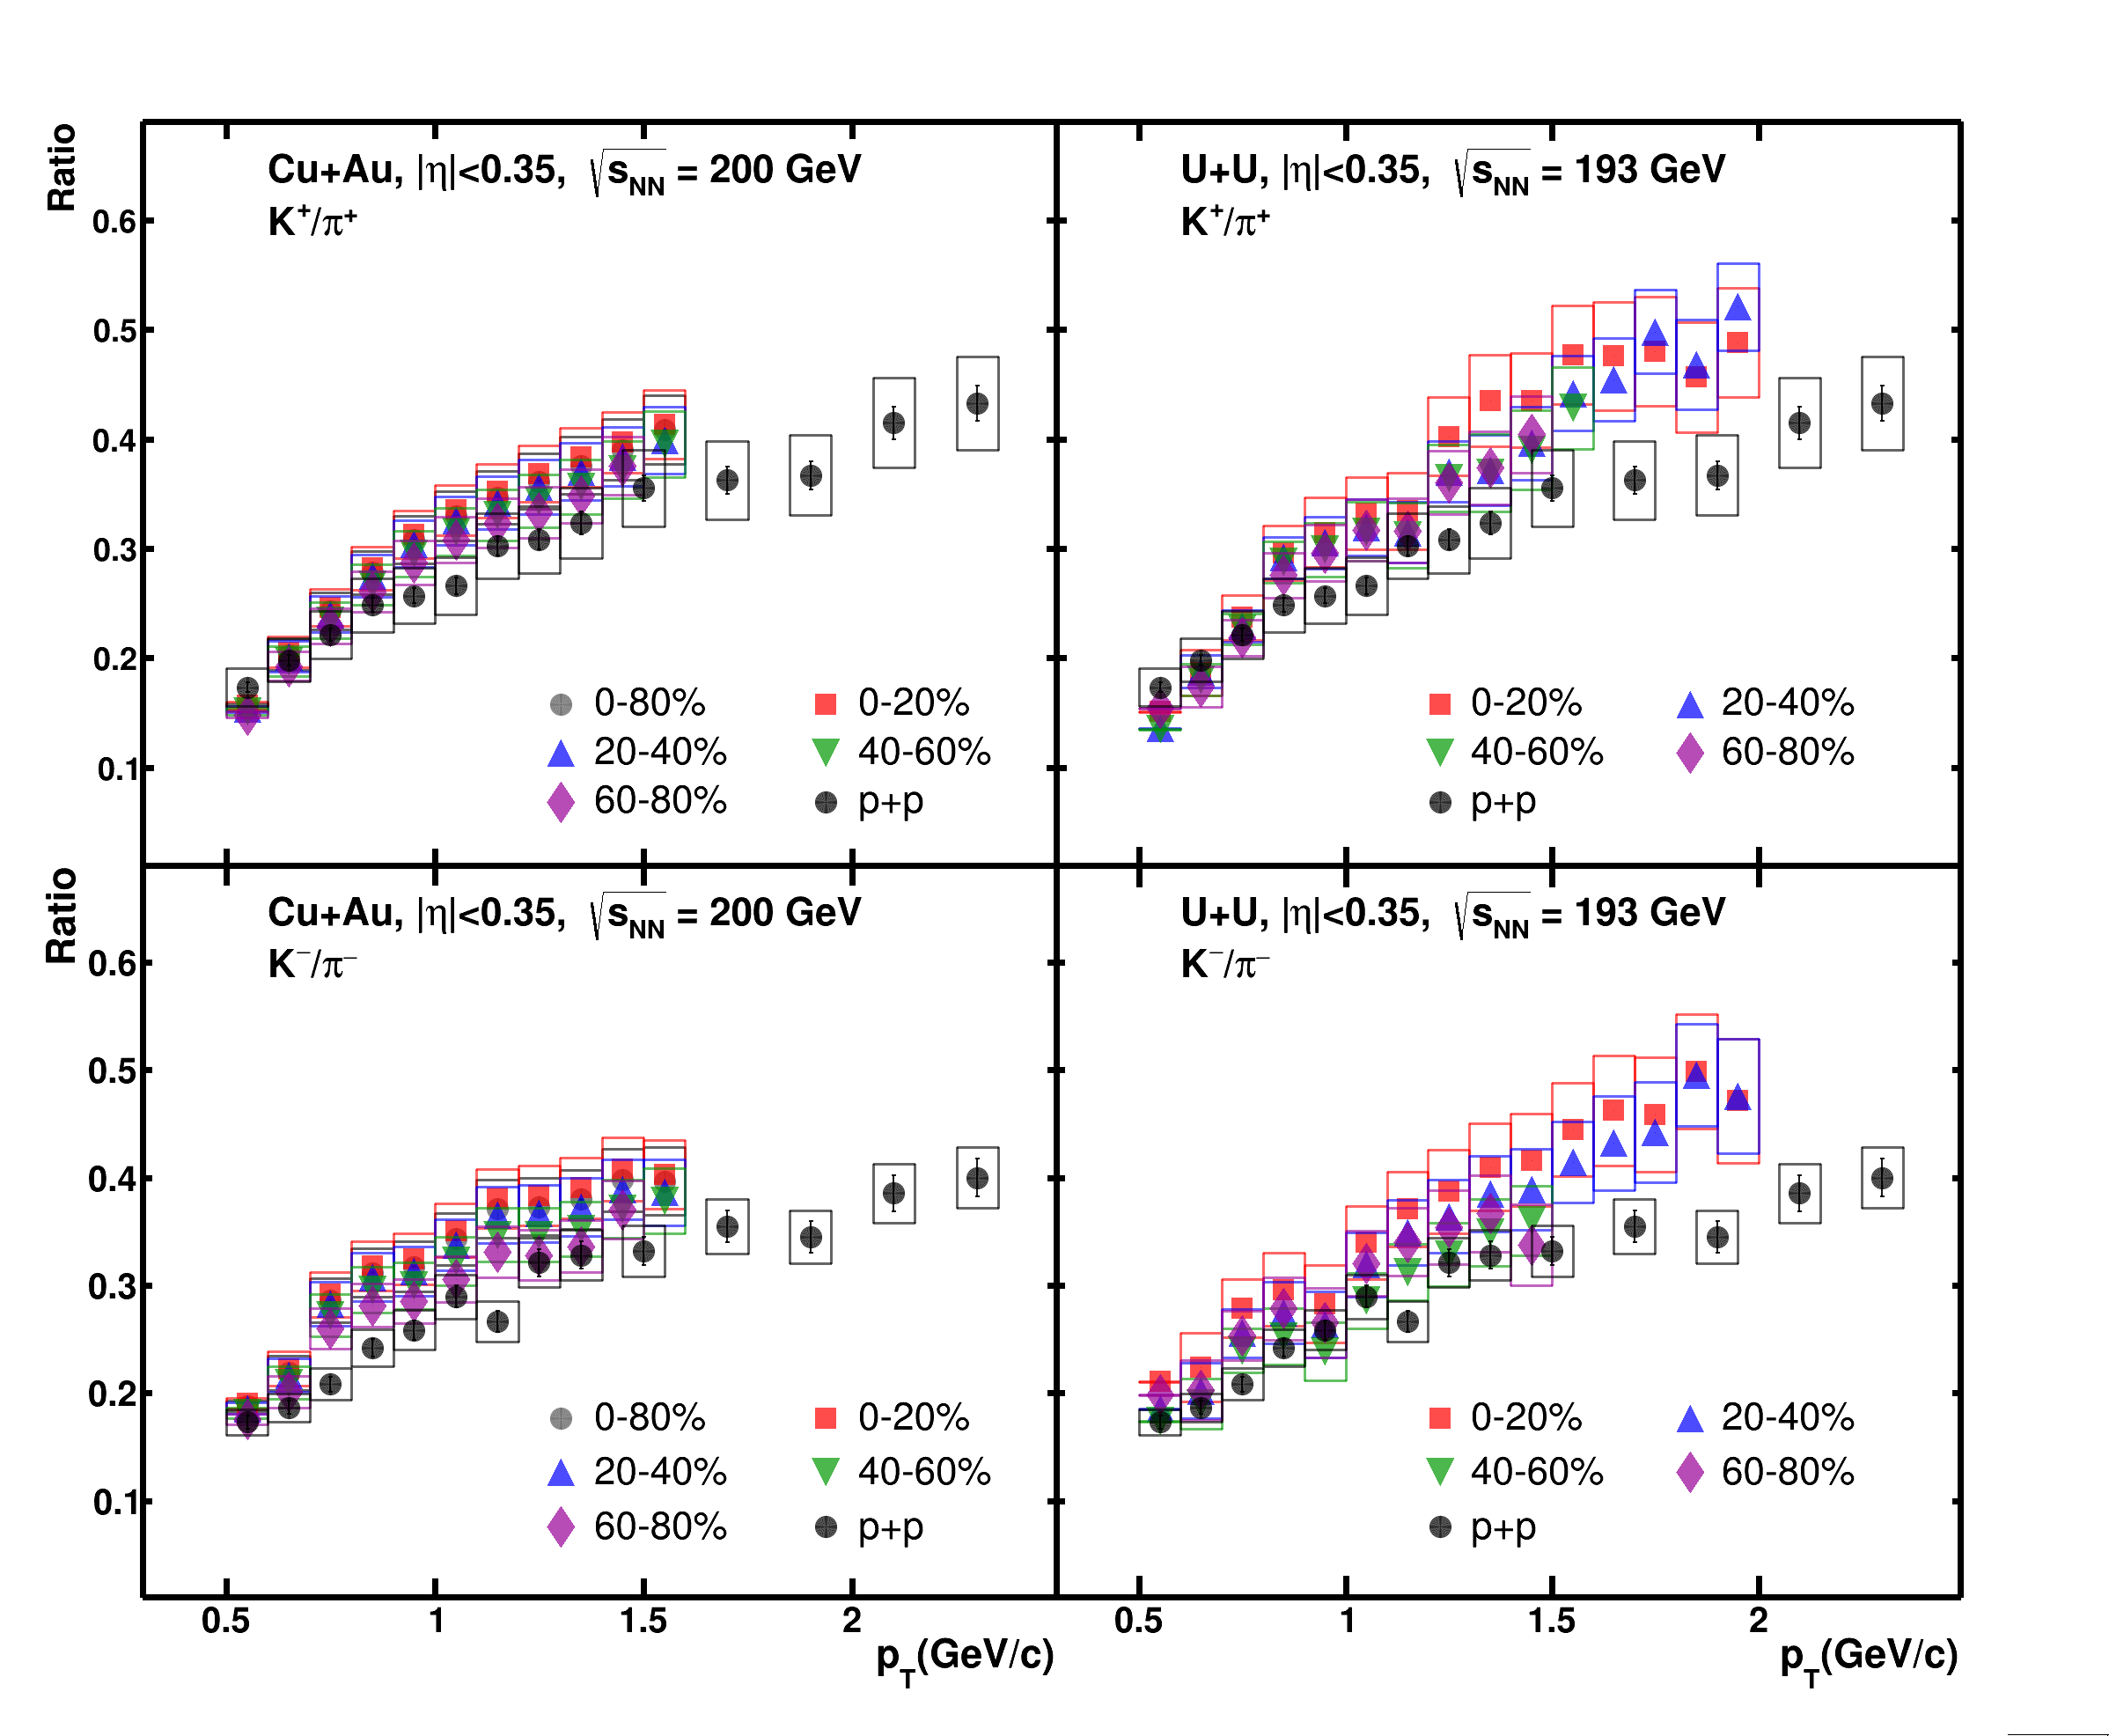 Ratio
Cu+Au, |η|<0.35, √sNN = 200 GeV
K+/π+
0.6
0.5
0.4
0.3
0.2
0.1
0-80%
0-20%
20-40%
40-60%
60-80%
p+p
U+U, |η|<0.35, √sNN = 193 GeV
K+/π+
0-20%
20-40%
40-60%
60-80%
p+p
Ratio
Cu+Au, |η|<0.35, √sNN = 200 GeV
K−/π−
0.6
0.5
0.4
0.3
0.2
0.1
0-80%
0-20%
20-40%
40-60%
60-80%
p+p
0.5 1 1.5 2
pT(GeV/c)
U+U, |η|<0.35, √sNN = 193 GeV
K−/π−
0-20%
20-40%
40-60%
60-80%
p+p
0.5 1 1.5 2
pT(GeV/c)